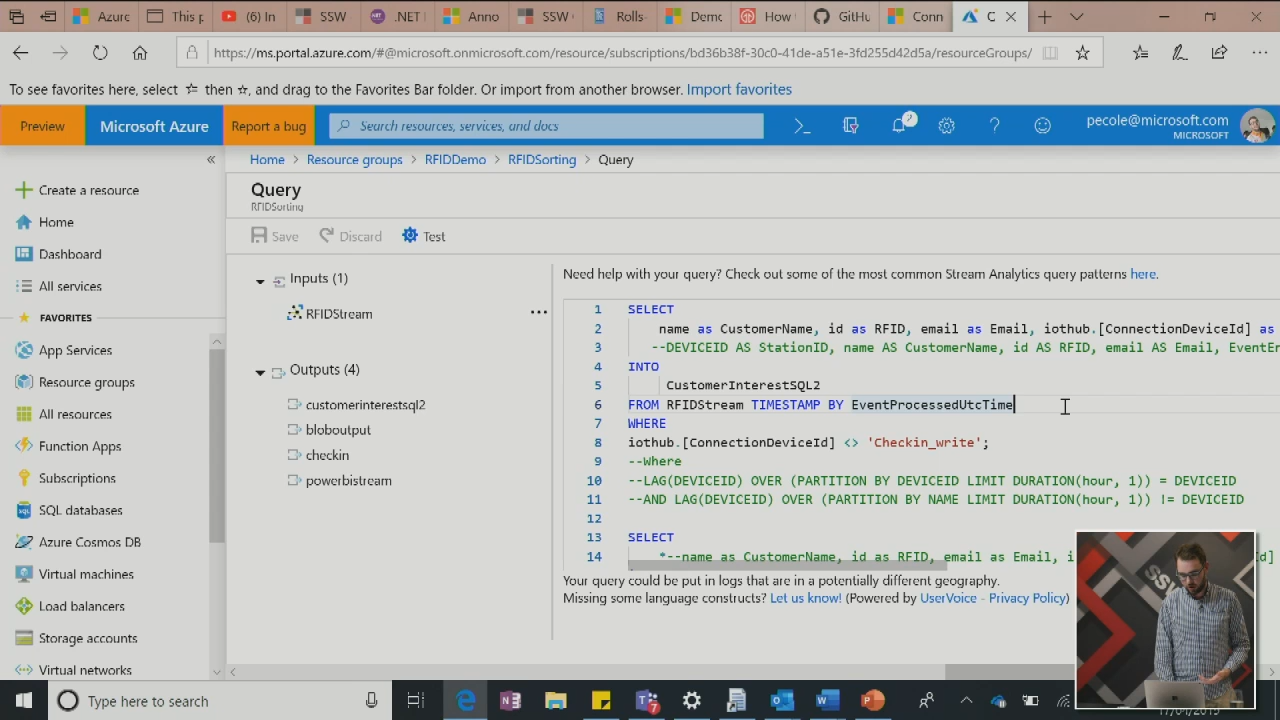 Azure
This p
(6) In
SSW
.NET
Anno
SSW
Rolls-
Demo
How
GitHu
Conn
C
https://ms.portal.azure.com/#@microsoft.onmicrosoft.com/resource/subscriptions/bd36b38f-30c0-41de-a51e-3fd255d42d5a/resourceGroups/
To see favorites here, select ☆ then ☆, and drag to the Favorites Bar folder. Or import from another browser. Import favorites
Preview
Microsoft Azure
Report a bug
Search resources, services, and docs
2
pecole@microsoft.com
MICROSOFT
Home > Resource groups > RFIDDemo > RFIDSorting > Query
Create a resource
Home
Dashboard
All services
FAVORITES
App Services
Resource groups
All resources
Function Apps
Subscriptions
SQL databases
Azure Cosmos DB
Virtual machines
Load balancers
Storage accounts
Virtual networks
Query
RFIDSorting
Save
Discard
Test
Inputs (1)
RFIDStream
Outputs (4)
customerinterestsql2
bloboutput
checkin
powerbistream
Need help with your query? Check out some of the most common Stream Analytics query patterns here.
1 SELECT
2 name as CustomerName, id as RFID, email as Email, iothub.[ConnectionDeviceId] as
3 --DEVICEID AS StationID, name AS CustomerName, id AS RFID, email AS Email, EventEn
4 INTO
5 CustomerInterestSQL2
6 FROM RFIDStream TIMESTAMP BY EventProcessedUtcTime
7 WHERE
8 iothub.[ConnectionDeviceId] <> 'Checkin_write';
9 --Where
10 --LAG(DEVICEID) OVER (PARTITION BY DEVICEID LIMIT DURATION(hour, 1)) = DEVICEID
11 --AND LAG(DEVICEID) OVER (PARTITION BY NAME LIMIT DURATION(hour, 1)) != DEVICEID
12
13 SELECT
14 *--name as CustomerName, id as RFID, email as Email, i
Your query could be put in logs that are in a potentially different geography.
Missing some language constructs? Let us know! (Powered by UserVoice - Privacy Policy)
Type here to search